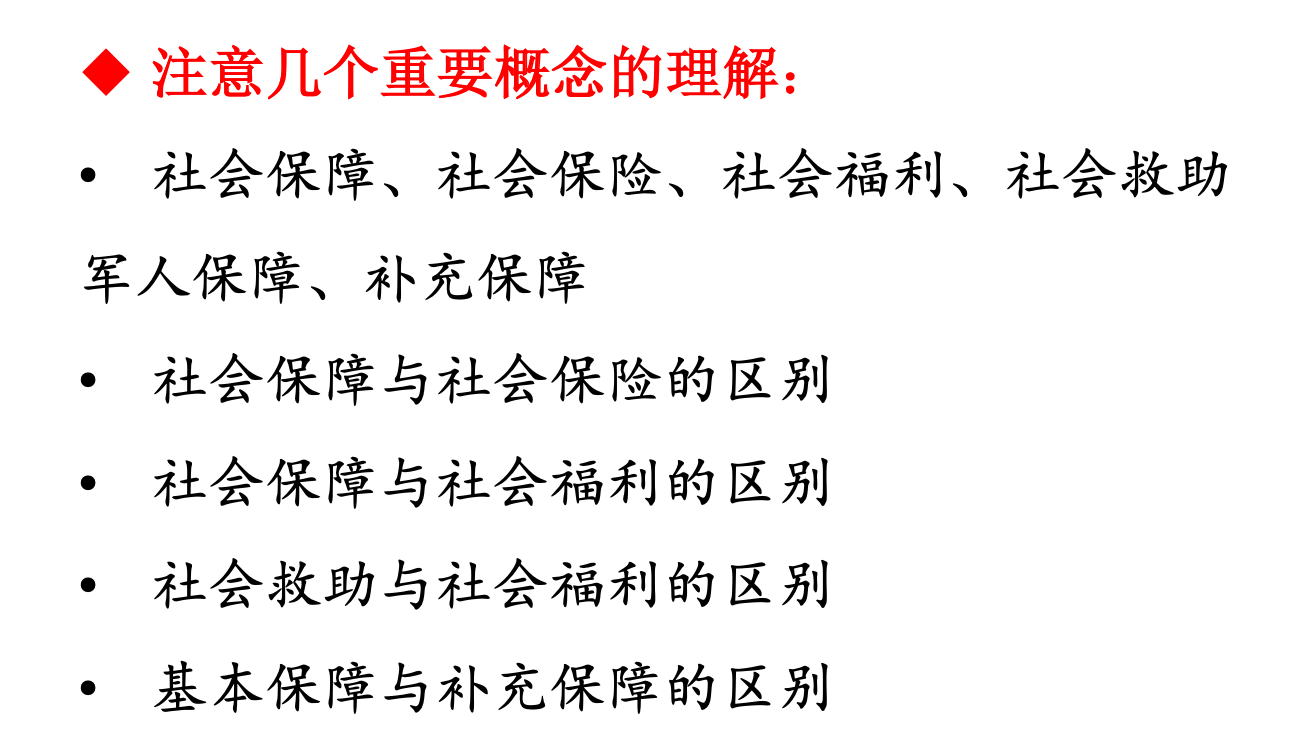 ◆ 注意几个重要概念的理解：
• 社会保障、社会保险、社会福利、社会救助
军人保障、补充保障
• 社会保障与社会保险的区别
• 社会保障与社会福利的区别
• 社会救助与社会福利的区别
• 基本保障与补充保障的区别